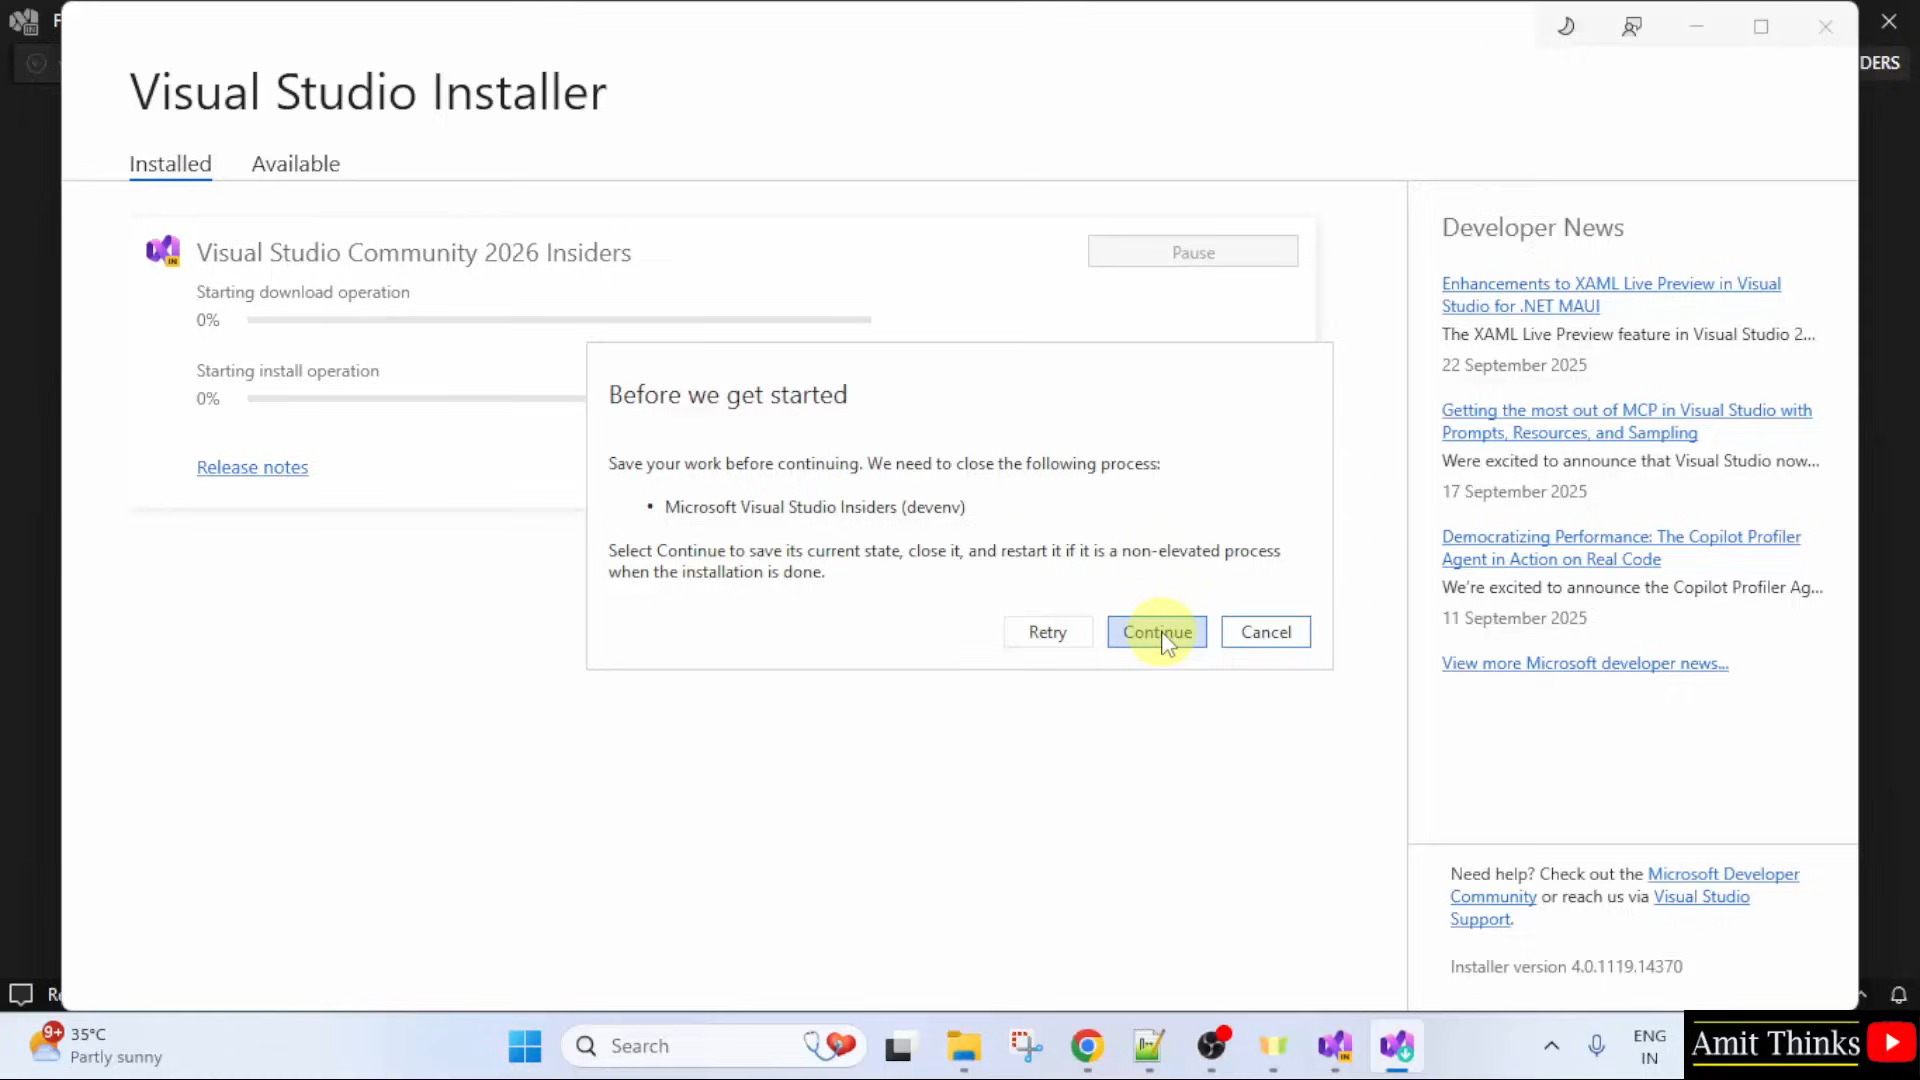 F
DERS
Visual Studio Installer
Installed
Available
Visual Studio Community 2026 Insiders
Pause
Starting download operation
0%
Starting install operation
0%
Release notes
Before we get started
Save your work before continuing. We need to close the following process:
• Microsoft Visual Studio Insiders (devenv)
Select Continue to save its current state, close it, and restart it if it is a non-elevated process
when the installation is done.
Retry
Continue
Cancel
Developer News
Enhancements to XAML Live Preview in Visual
Studio for .NET MAUI
The XAML Live Preview feature in Visual Studio 2...
22 September 2025
Getting the most out of MCP in Visual Studio with
Prompts, Resources, and Sampling
Were excited to announce that Visual Studio now...
17 September 2025
Democratizing Performance: The Copilot Profiler
Agent in Action on Real Code
We're excited to announce the Copilot Profiler Ag...
11 September 2025
View more Microsoft developer news...
Need help? Check out the Microsoft Developer
Community or reach us via Visual Studio
Support.
Installer version 4.0.1119.14370
9+
35°C
Partly sunny
Search
ENG
IN
Amit Thinks